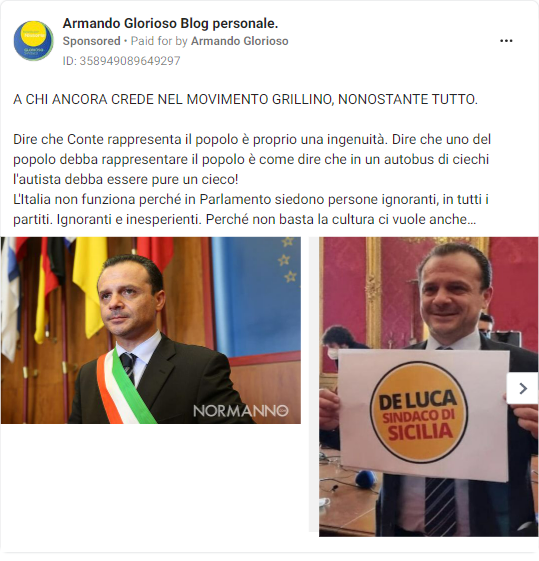 Armando Glorioso Blog personale.
Sponsored • Paid for by Armando Glorioso
ID: 358949089649297
A CHI ANCORA CREDE NEL MOVIMENTO GRILLINO, NONOSTANTE TUTTO.
Dire che Conte rappresenta il popolo è proprio una ingenuità. Dire che uno del
popolo debba rappresentare il popolo è come dire che in un autobus di ciechi
l'autista debba essere pure un cieco!
L'Italia non funziona perché in Parlamento siedono persone ignoranti, in tutti i
partiti. Ignoranti e inesperienti. Perché non basta la cultura ci vuole anche...
NORMANNO
DE LUCA
SINDACO DI
SICILIA